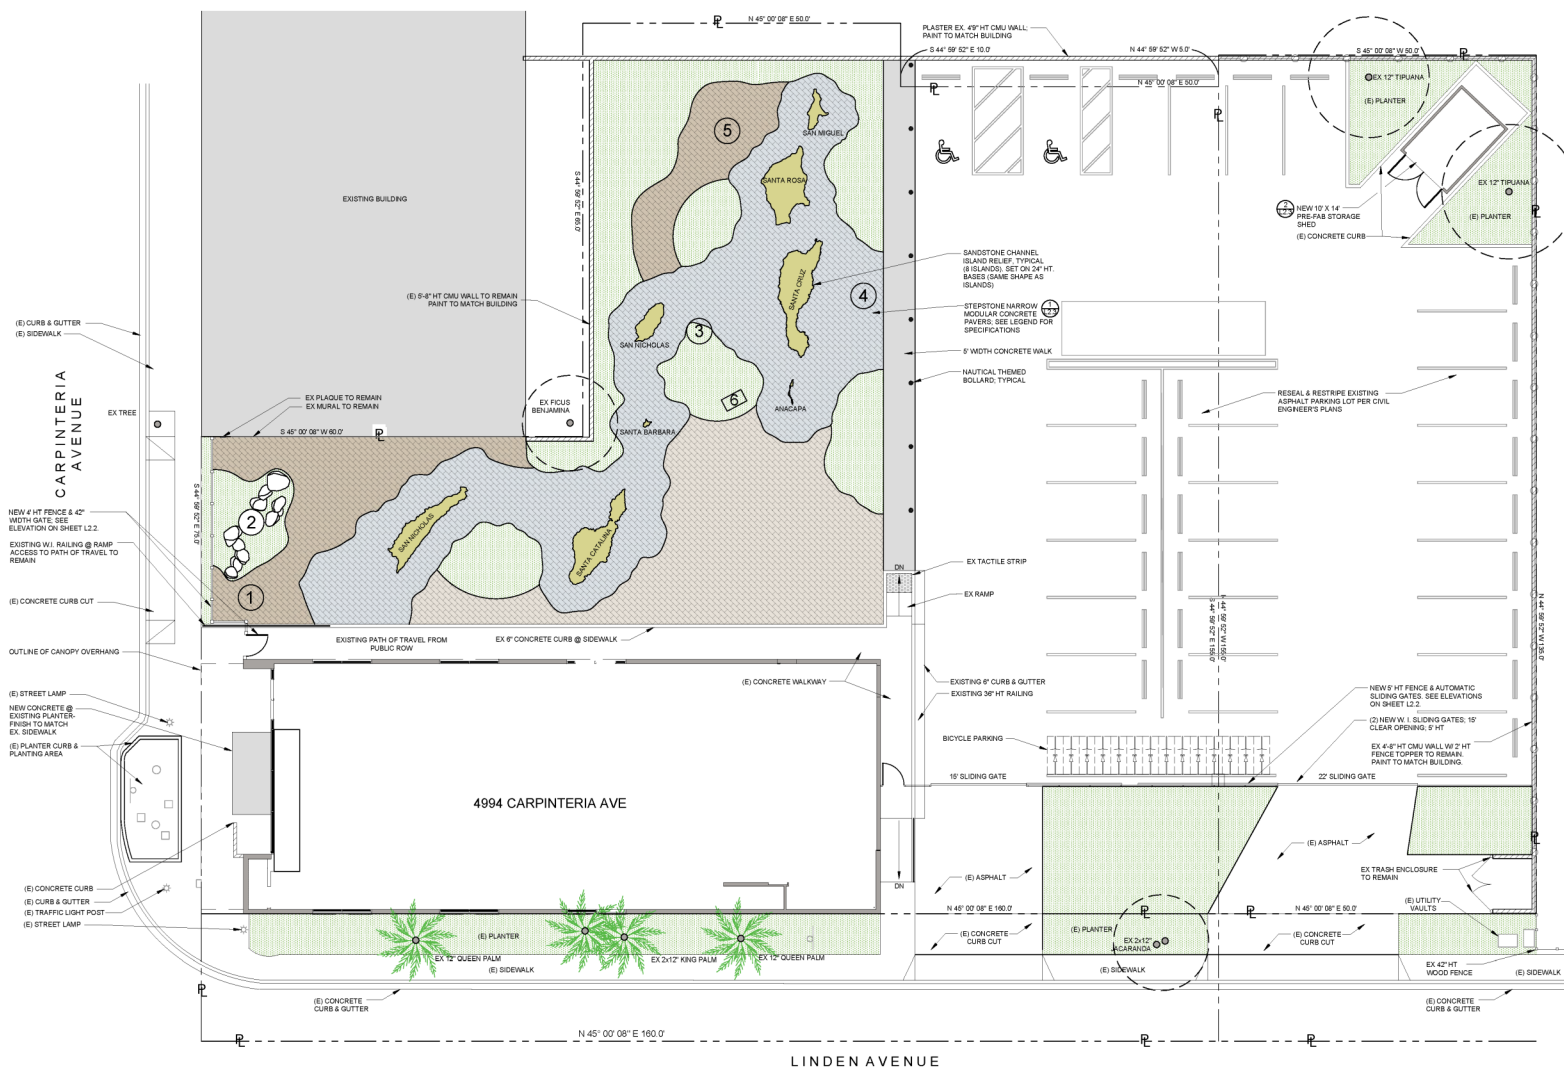 N 45° 00' 08" E 50.0'
PLASTER EX. 4'9" HT CMU WALL;
PAINT TO MATCH BUILDING
S 44° 59' 52" E 10.0'
N 44° 59' 52" W 5.0'
N 45° 00' 08" E 50.0'
S 45° 00' 08" W 50.0'
EX 12" TIPUANA
(E) PLANTER
EX 12" TIPUANA
(E) PLANTER
2
NEW 10' X 14'
PRE-FAB STORAGE
SHED
(E) CONCRETE CURB
EXISTING BUILDING
S 44° 59' 52" E 65.0'
5
SAN MIGUEL
SANTA ROSA
SANTA CRUZ
4
SANDSTONE CHANNEL
ISLAND RELIEF, TYPICAL
(8 ISLANDS). SET ON 24" HT.
BASES (SAME SHAPE AS
ISLANDS)
STEPSTONE NARROW
MODULAR CONCRETE
PAVERS; SEE LEGEND FOR
SPECIFICATIONS
1
5' WIDTH CONCRETE WALK
NAUTICAL THEMED
BOLLARD; TYPICAL
RESEAL & RESTRIPE EXISTING
ASPHALT PARKING LOT PER CIVIL
ENGINEER'S PLANS
(E) 5'-8" HT CMU WALL TO REMAIN
PAINT TO MATCH BUILDING
SAN NICHOLAS
3
6
ANACAPA
SANTA BARBARA
(E) CURB & GUTTER
(E) SIDEWALK
CARPINTERIA
AVENUE
EX TREE
EX PLAQUE TO REMAIN
EX MURAL TO REMAIN
S 45° 00' 08" W 60.0'
EX FICUS
BENJAMINA
S 44° 59' 52" E 75.0'
2
1
SAN NICHOLAS
SANTA CATALINA
NEW 4' HT FENCE & 42"
WIDTH GATE; SEE
ELEVATION ON SHEET L2.2.
EXISTING W.I. RAILING @ RAMP
ACCESS TO PATH OF TRAVEL TO
REMAIN
(E) CONCRETE CURB CUT
OUTLINE OF CANOPY OVERHANG
(E) STREET LAMP
NEW CONCRETE @
EXISTING PLANTER-
FINISH TO MATCH
EX. SIDEWALK
(E) PLANTER CURB &
PLANTING AREA
DN
EX TACTILE STRIP
EX RAMP
EXISTING PATH OF TRAVEL FROM
PUBLIC ROW
EX 6" CONCRETE CURB @ SIDEWALK
(E) CONCRETE WALKWAY
EXISTING 6" CURB & GUTTER
EXISTING 36" HT RAILING
N 44° 59' 52" W 155.0'
S 44° 59' 52" E 155.0'
N 44° 59' 52" W 135.0'
NEW 5' HT FENCE & AUTOMATIC
SLIDING GATES. SEE ELEVATIONS
ON SHEET L2.2.
(2) NEW W. I. SLIDING GATES; 15'
CLEAR OPENING; 5' HT
EX 4'-8" HT CMU WALL W/ 2' HT
FENCE TOPPER TO REMAIN.
PAINT TO MATCH BUILDING.
BICYCLE PARKING
15' SLIDING GATE
22' SLIDING GATE
4994 CARPINTERIA AVE
(E) CONCRETE CURB
(E) CURB & GUTTER
(E) TRAFFIC LIGHT POST
(E) STREET LAMP
DN
(E) ASPHALT
(E) ASPHALT
EX TRASH ENCLOSURE
TO REMAIN
(E) UTILITY
VAULTS
N 45° 00' 08" E 160.0'
N 45° 00' 08" E 50.0'
(E) PLANTER
EX 12" QUEEN PALM
(E) SIDEWALK
EX 2x12" KING PALM
EX 12" QUEEN PALM
(E) CONCRETE
CURB CUT
(E) PLANTER
EX 2x12"
JACARANDA
(E) SIDEWALK
(E) CONCRETE
CURB CUT
EX 42" HT
WOOD FENCE
(E) SIDEWALK
(E) CONCRETE
CURB & GUTTER
(E) CONCRETE
CURB & GUTTER
N 45° 00' 08" E 160.0'
LINDEN AVENUE